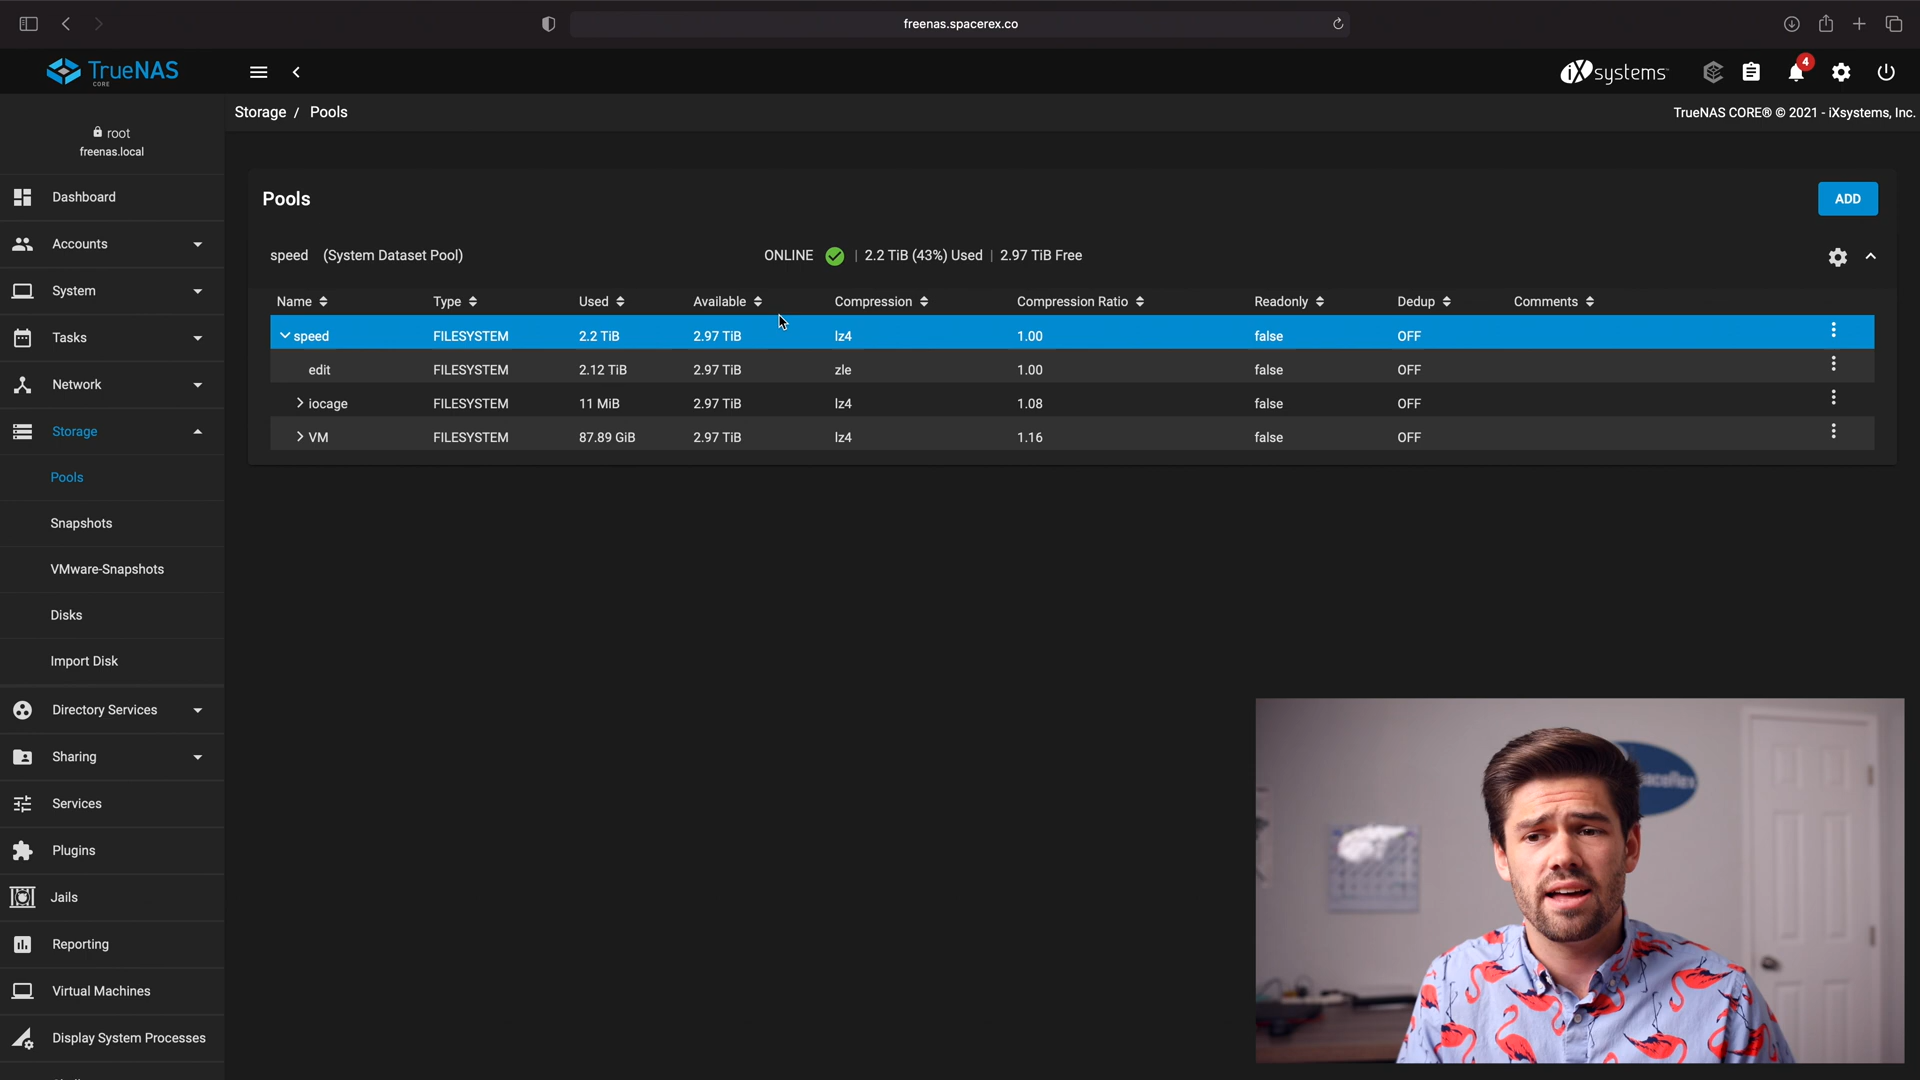 freenas.spacerex.co
TrueNAS
CORE
iXsystems
4
root
freenas.local
Storage / Pools
TrueNAS CORE® © 2021 - iXsystems, Inc.
Dashboard
Accounts
System
Tasks
Network
Storage
Pools
Snapshots
VMware-Snapshots
Disks
Import Disk
Directory Services
Sharing
Services
Plugins
Jails
Reporting
Virtual Machines
Display System Processes
Pools
ADD
speed (System Dataset Pool) ONLINE | 2.2 TiB (43%) Used | 2.97 TiB Free
Name Type Used Available Compression Compression Ratio Readonly Dedup Comments
speed FILESYSTEM 2.2 TiB 2.97 TiB lz4 1.00 false OFF
edit FILESYSTEM 2.12 TiB 2.97 TiB zle 1.00 false OFF
iocage FILESYSTEM 11 MiB 2.97 TiB lz4 1.08 false OFF
VM FILESYSTEM 87.89 GiB 2.97 TiB lz4 1.16 false OFF